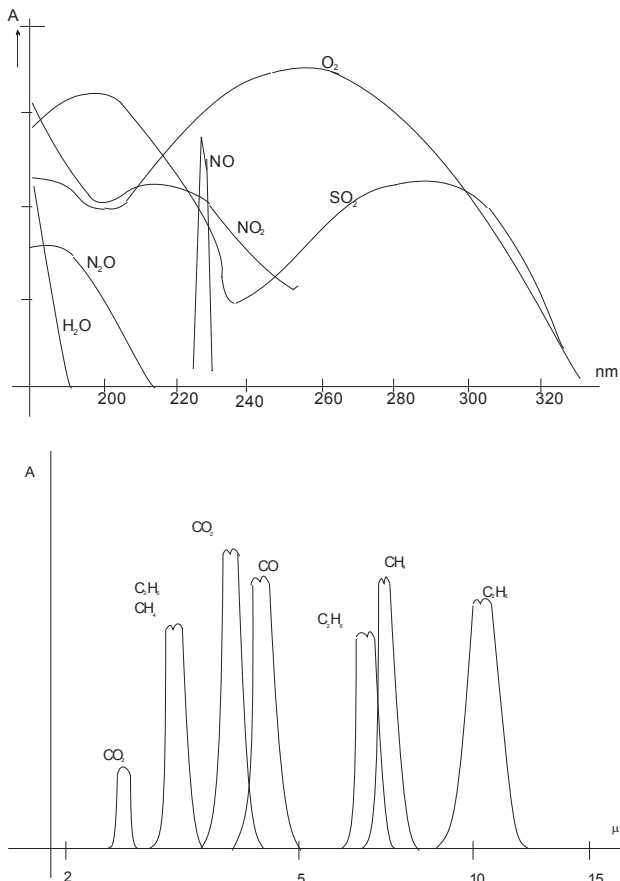 A
O₂
NO
SO₂
NO₂
N₂O
H₂O
nm
200 220 240 260 280 300 320
A
CO₂
CO
CH₄
C₂H₆
C₂H₆
CH₄
C₂H₆
CO₂
μ
2 5 10 15